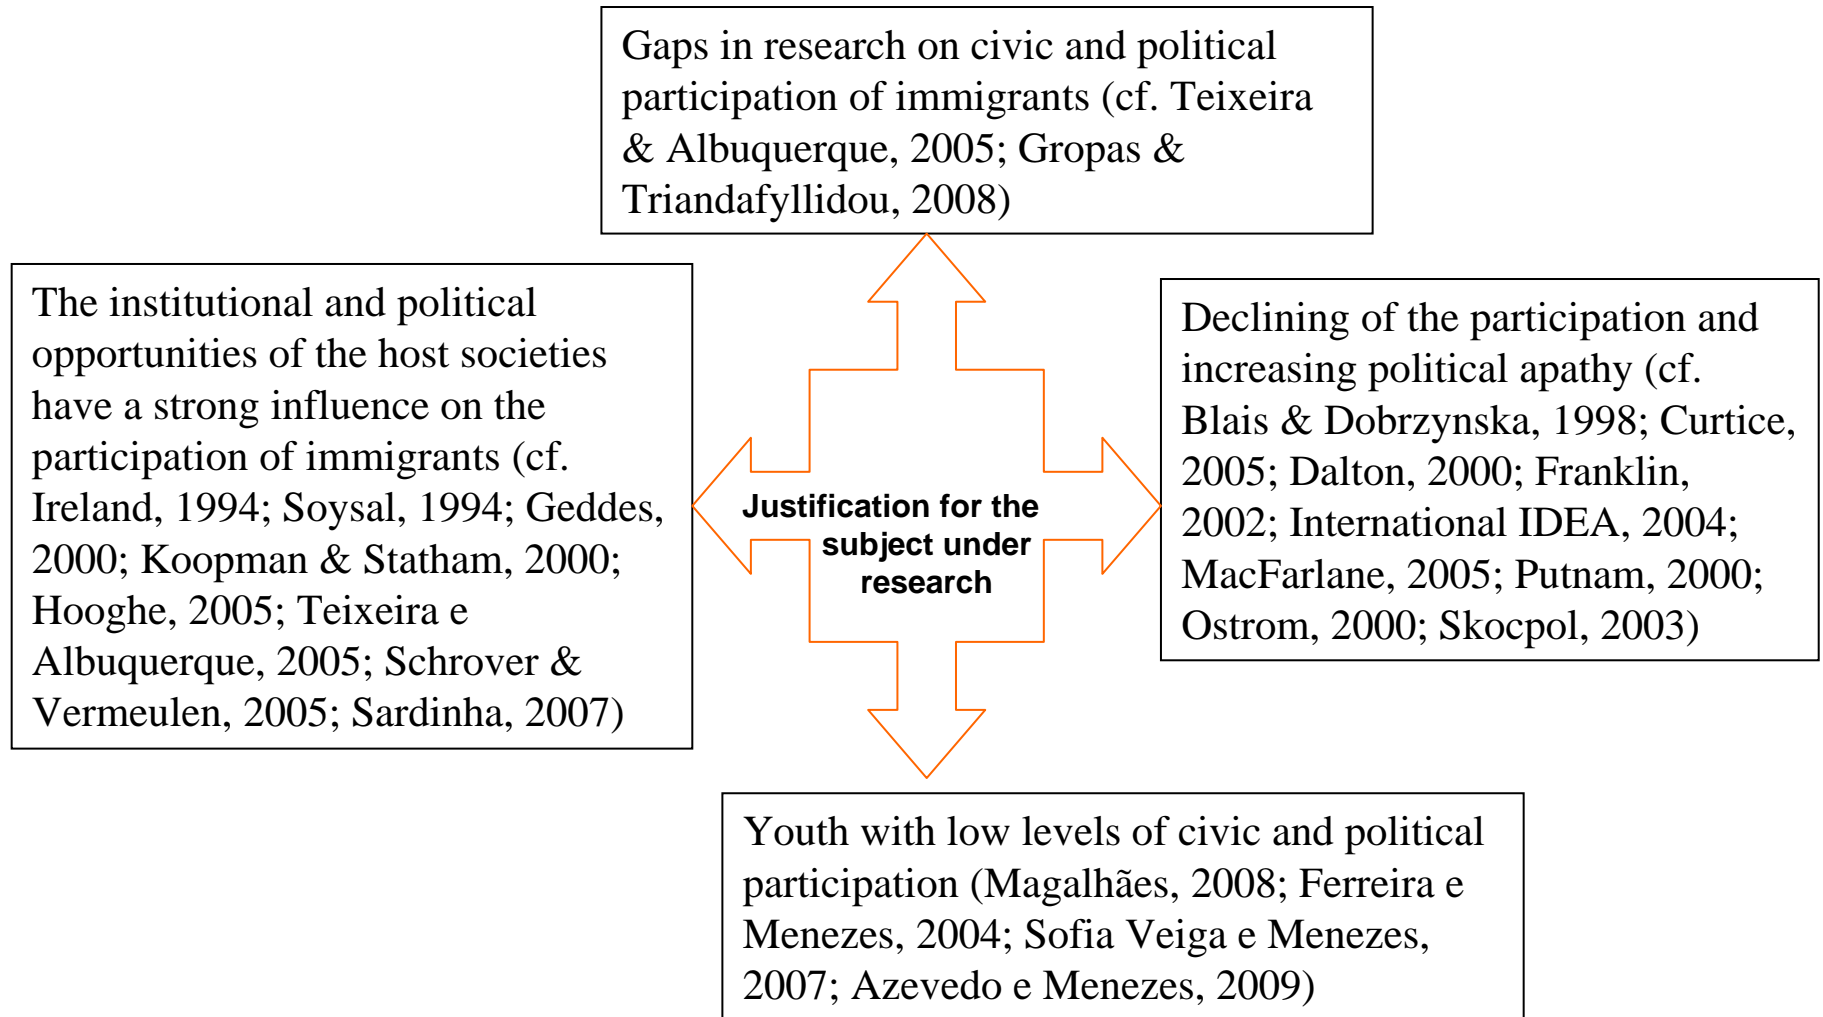 Gaps in research on civic and political
participation of immigrants (cf. Teixeira
& Albuquerque, 2005; Gropas &
Triandafyllidou, 2008)
The institutional and political
opportunities of the host societies
have a strong influence on the
participation of immigrants (cf.
Ireland, 1994; Soysal, 1994; Geddes,
2000; Koopman & Statham, 2000;
Hooghe, 2005; Teixeira e
Albuquerque, 2005; Schrover &
Vermeulen, 2005; Sardinha, 2007)
Justification for the
subject under
research
Declining of the participation and
increasing political apathy (cf.
Blais & Dobrzynska, 1998; Curtice,
2005; Dalton, 2000; Franklin,
2002; International IDEA, 2004;
MacFarlane, 2005; Putnam, 2000;
Ostrom, 2000; Skocpol, 2003)
Youth with low levels of civic and political
participation (Magalhães, 2008; Ferreira e
Menezes, 2004; Sofia Veiga e Menezes,
2007; Azevedo e Menezes, 2009)